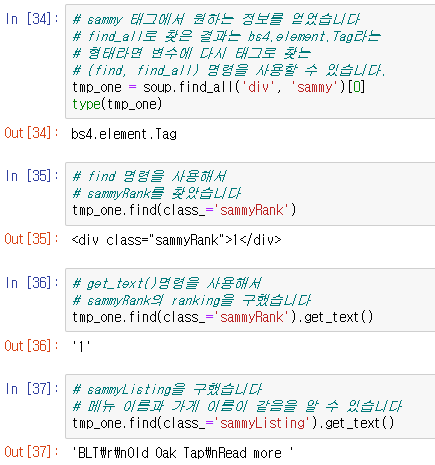 In [34]: # sammy 태그에서 원하는 정보를 얻었습니다
# find_all로 찾은 결과는 bs4.element.Tag라는
# 형태라면 변수에 다시 태그로 찾는
# (find, find_all) 명령을 사용할 수 있습니다.
tmp_one = soup.find_all('div', 'sammy')[0]
type(tmp_one)
Out[34]: bs4.element.Tag
In [35]: # find 명령을 사용해서
# sammyRank를 찾았습니다
tmp_one.find(class_='sammyRank')
Out[35]: <div class="sammyRank">1</div>
In [36]: # get_text()명령을 사용해서
# sammyRank의 ranking을 구했습니다
tmp_one.find(class_='sammyRank').get_text()
Out[36]: '1'
In [37]: # sammyListing을 구했습니다
# 메뉴 이름과 가게 이름이 같음을 알 수 있습니다
tmp_one.find(class_='sammyListing').get_text()
Out[37]: 'BLT₩r₩nOld Oak Tap₩nRead more '